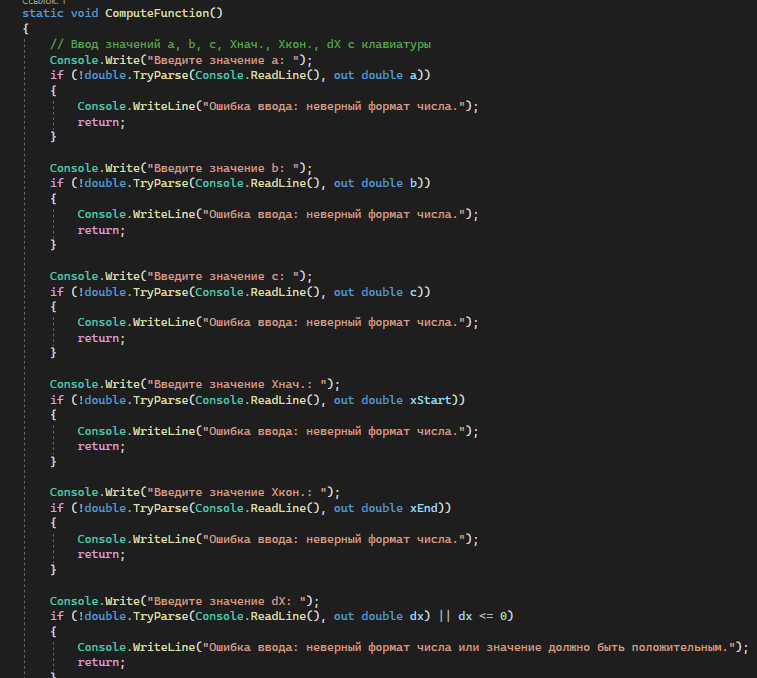 Ссылок: 1
static void ComputeFunction()
{
// Ввод значений a, b, c, Xнач., Xкон., dX с клавиатуры
Console.Write("Введите значение a: ");
if (!double.TryParse(Console.ReadLine(), out double a))
{
Console.WriteLine("Ошибка ввода: неверный формат числа.");
return;
}
Console.Write("Введите значение b: ");
if (!double.TryParse(Console.ReadLine(), out double b))
{
Console.WriteLine("Ошибка ввода: неверный формат числа.");
return;
}
Console.Write("Введите значение c: ");
if (!double.TryParse(Console.ReadLine(), out double c))
{
Console.WriteLine("Ошибка ввода: неверный формат числа.");
return;
}
Console.Write("Введите значение Xнач.: ");
if (!double.TryParse(Console.ReadLine(), out double xStart))
{
Console.WriteLine("Ошибка ввода: неверный формат числа.");
return;
}
Console.Write("Введите значение Xкон.: ");
if (!double.TryParse(Console.ReadLine(), out double xEnd))
{
Console.WriteLine("Ошибка ввода: неверный формат числа.");
return;
}
Console.Write("Введите значение dX: ");
if (!double.TryParse(Console.ReadLine(), out double dx) || dx <= 0)
{
Console.WriteLine("Ошибка ввода: неверный формат числа или значение должно быть положительным.");
return;
}